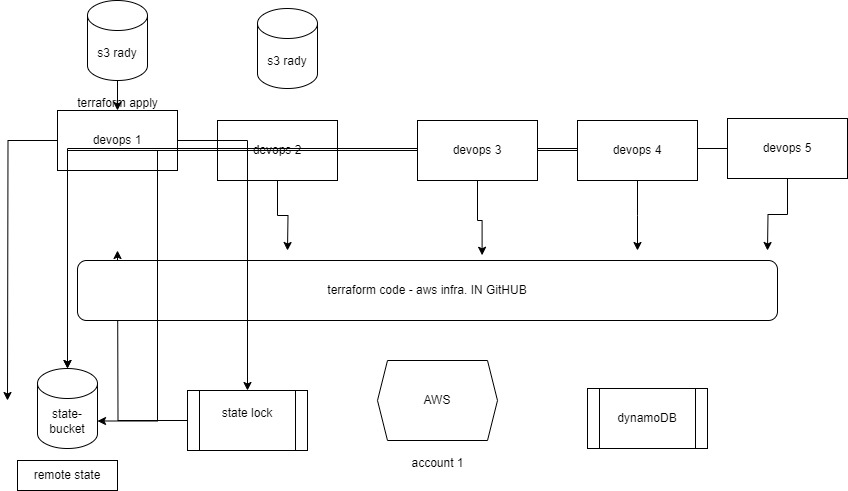 s3 rady
s3 rady
terraform apply
devops 1
devops 2
devops 3
devops 4
devops 5
terraform code - aws infra. IN GitHUB
state-
bucket
state lock
AWS
dynamoDB
account 1
remote state